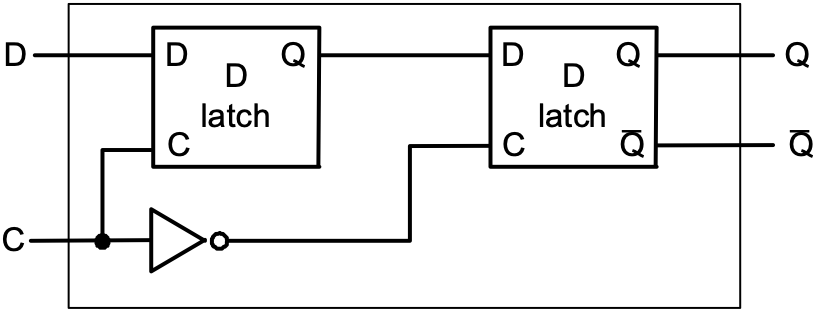 D D Q D Q Q
D
latch
D
latch
C C Q̅ Q̅
C